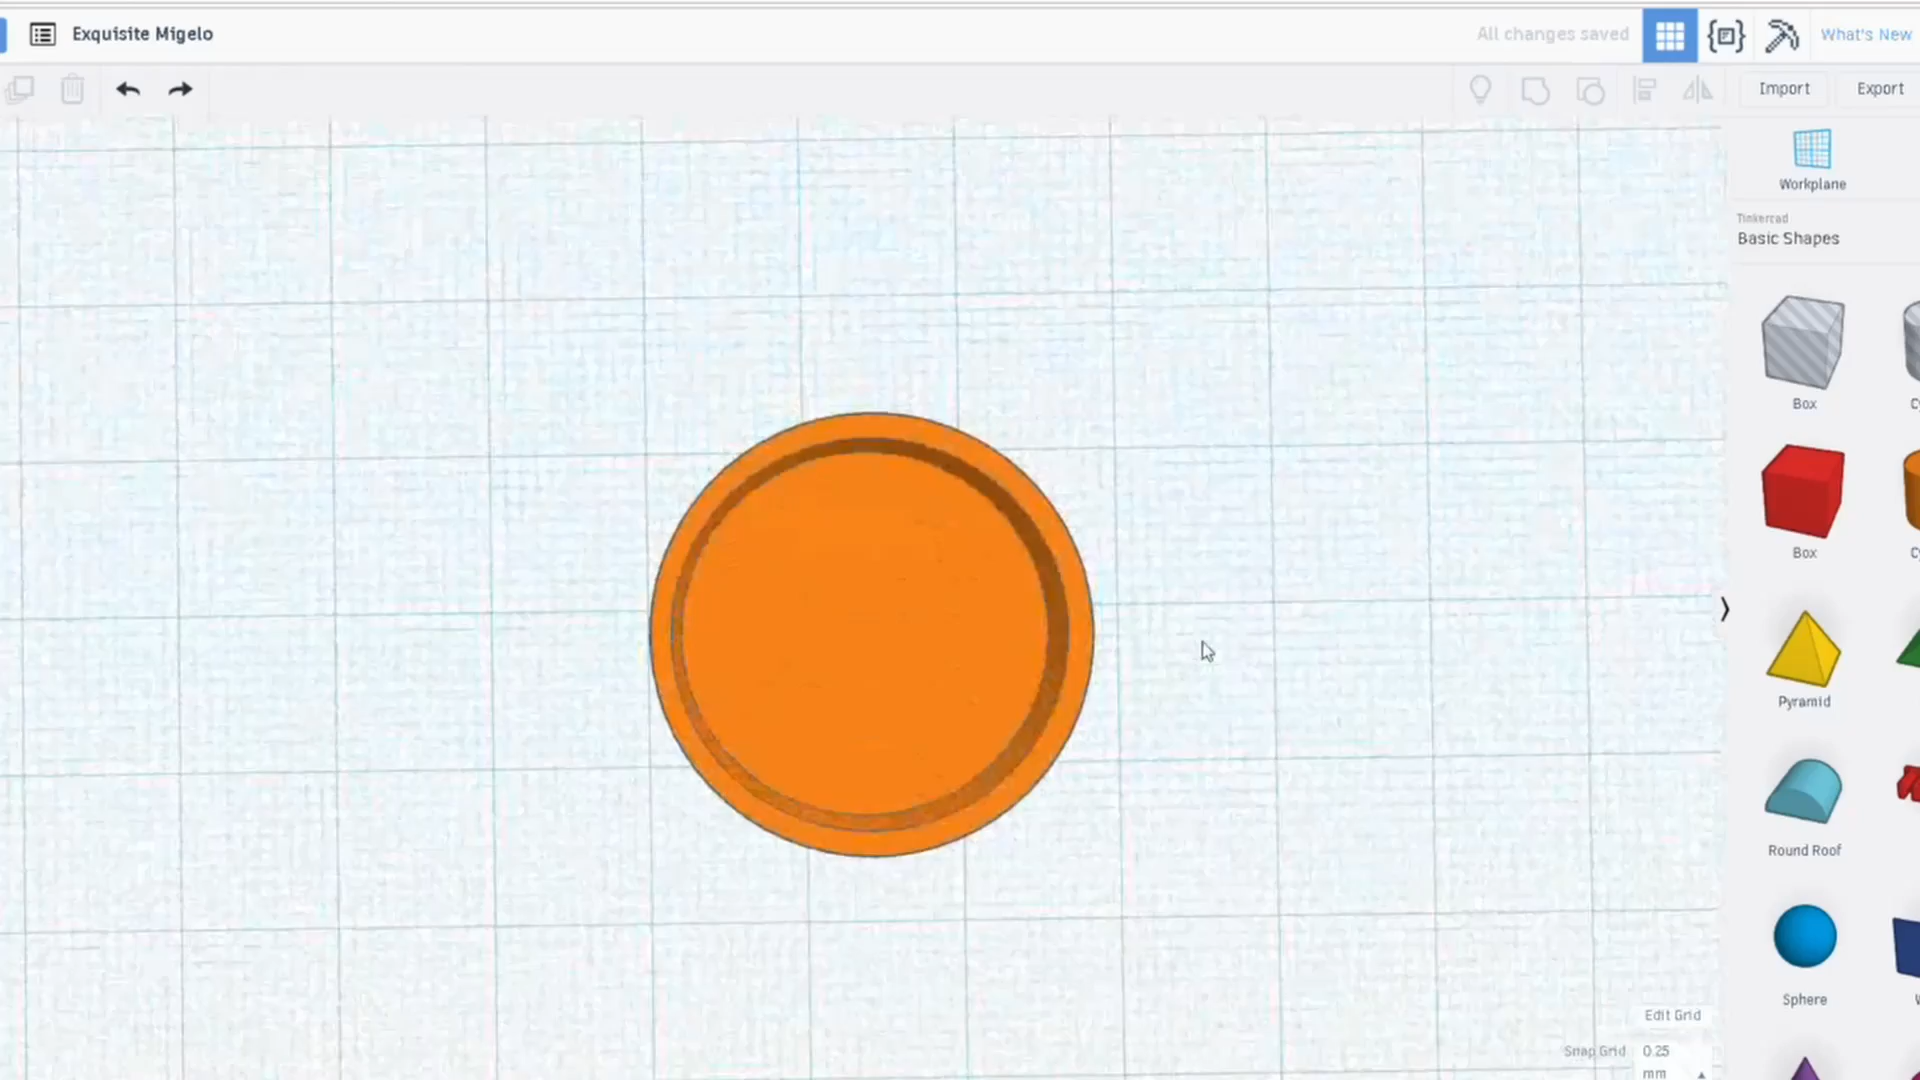 Exquisite Migelo
All changes saved
What's New
Import
Export
Workplane
Tinkercad
Basic Shapes
Box
Box
Pyramid
Round Roof
Sphere
Edit Grid
Snap Grid 0.25
mm